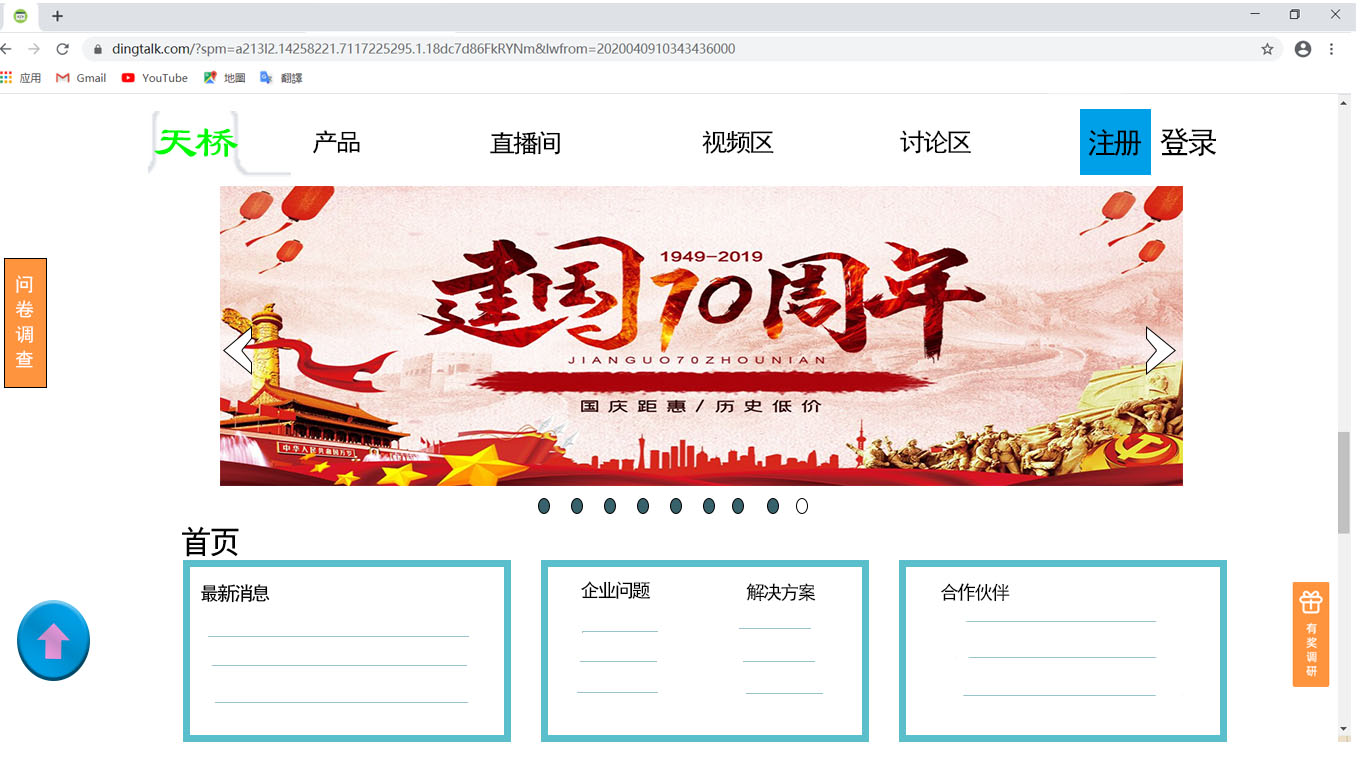 dingtalk.com/?spm=a213l2.14258221.7117225295.1.18dc7d86FkRYNm&lwfrom=2020040910343436000
应用 Gmail YouTube 地圖 翻譯
天桥 产品 直播间 视频区 讨论区 注册 登录
建国70周年
1949-2019
JIANGUO70ZHOUNIAN
国庆钜惠/历史低价
中华人民共和国万岁
问卷调查
首页
最新消息
企业问题 解决方案
合作伙伴
有奖调研